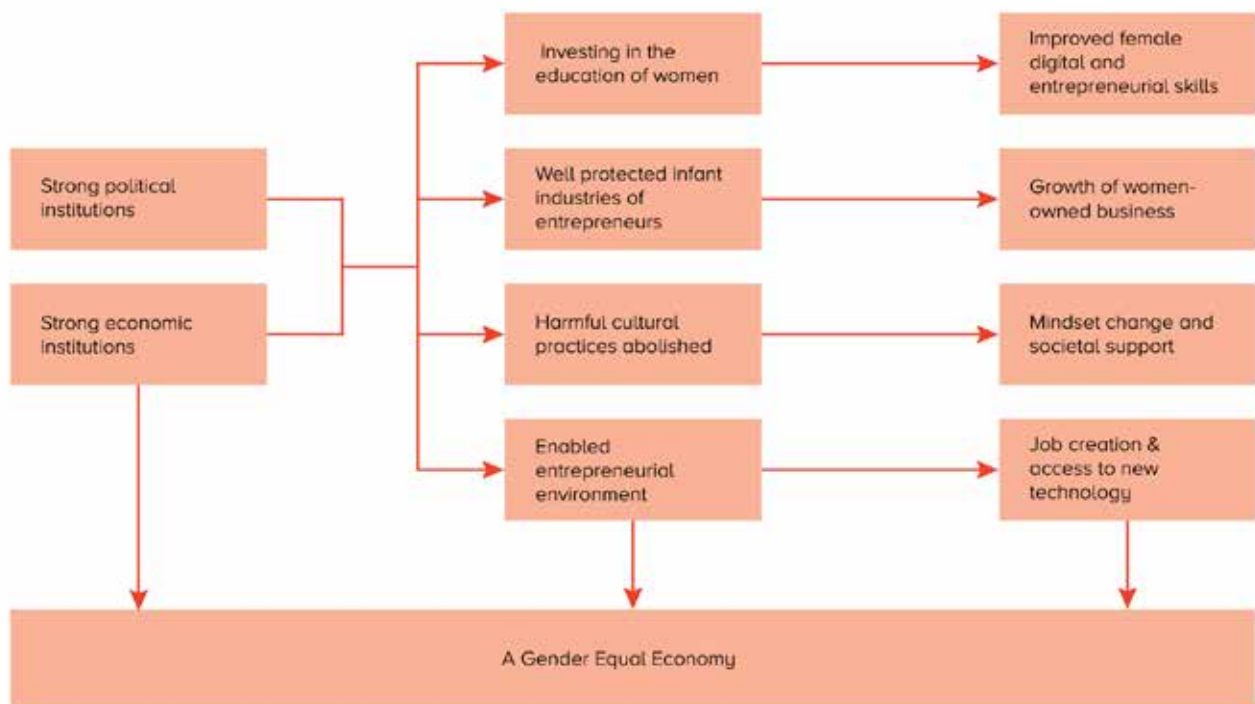 Investing in the
education of women
Improved female
digital and
entrepreneurial skills
Strong political
institutions
Well protected infant
industries of
entrepreneurs
Growth of women-
owned business
Strong economic
institutions
Harmful cultural
practices abolished
Mindset change and
societal support
Enabled
entrepreneurial
environment
Job creation &
access to new
technology
A Gender Equal Economy